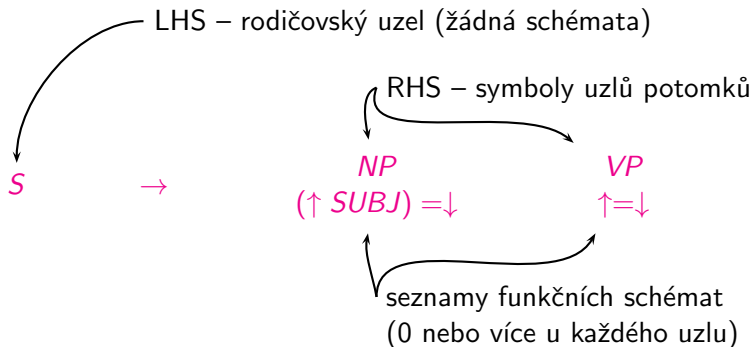 LHS – rodičovský uzel (žádná schémata)
RHS – symboly uzlů potomků
S → NP VP
(↑ SUBJ) =↓ ↑=↓
seznamy funkčních schémat
(0 nebo více u každého uzlu)